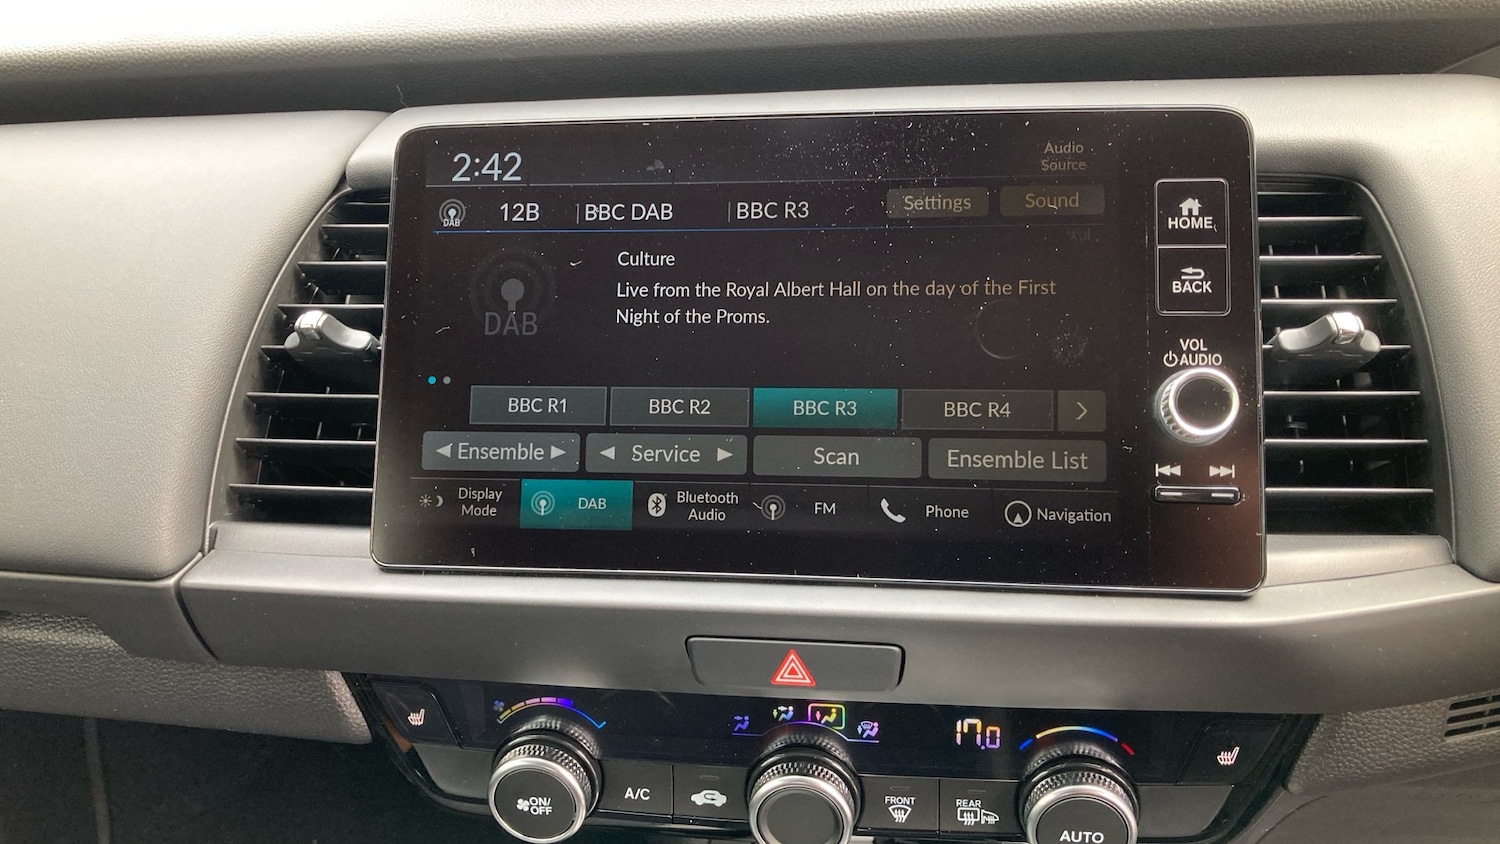 2:42
Audio
Source
DAB
12B
BBC DAB
BBC R3
Settings
Sound
HOME
BACK
VOL
AUDIO
DAB
Culture
Live from the Royal Albert Hall on the day of the First
Night of the Proms.
BBC R1
BBC R2
BBC R3
BBC R4
Ensemble
Service
Scan
Ensemble List
Display
Mode
DAB
Bluetooth
Audio
FM
Phone
Navigation
17.0
ON/
OFF
A/C
FRONT
REAR
AUTO